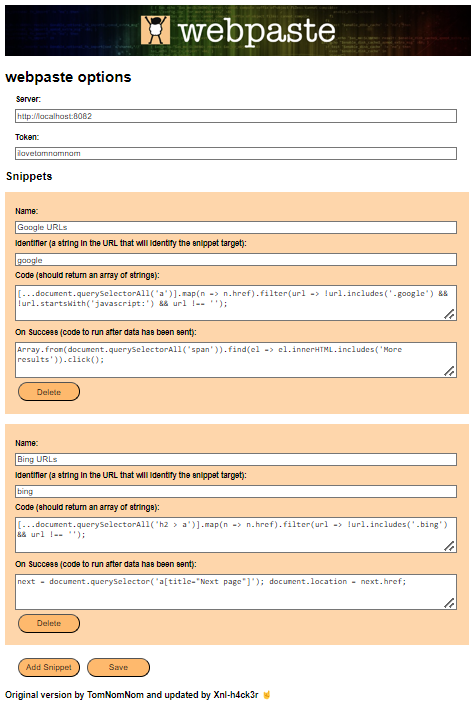 webpaste
webpaste options
Server:
http://localhost:8082
Token:
ilovetomnomnom
Snippets
Name:
Google URLs
Identifier (a string in the URL that will identify the snippet target):
google
Code (should return an array of strings):
[...document.querySelectorAll('a')].map(n => n.href).filter(url => !url.includes('.google') &&
!url.startsWith('javascript:') && url !== '');
On Success (code to run after data has been sent):
Array.from(document.querySelectorAll('span')).find(el => el.innerHTML.includes('More
results')).click();
Delete
Name:
Bing URLs
Identifier (a string in the URL that will identify the snippet target):
bing
Code (should return an array of strings):
[...document.querySelectorAll('h2 > a')].map(n => n.href).filter(url => !url.includes('.bing')
&& url !== '');
On Success (code to run after data has been sent):
next = document.querySelector('a[title="Next page"]'); document.location = next.href;
Delete
Add Snippet Save
Original version by TomNomNom and updated by Xnl-h4ck3r 🤘